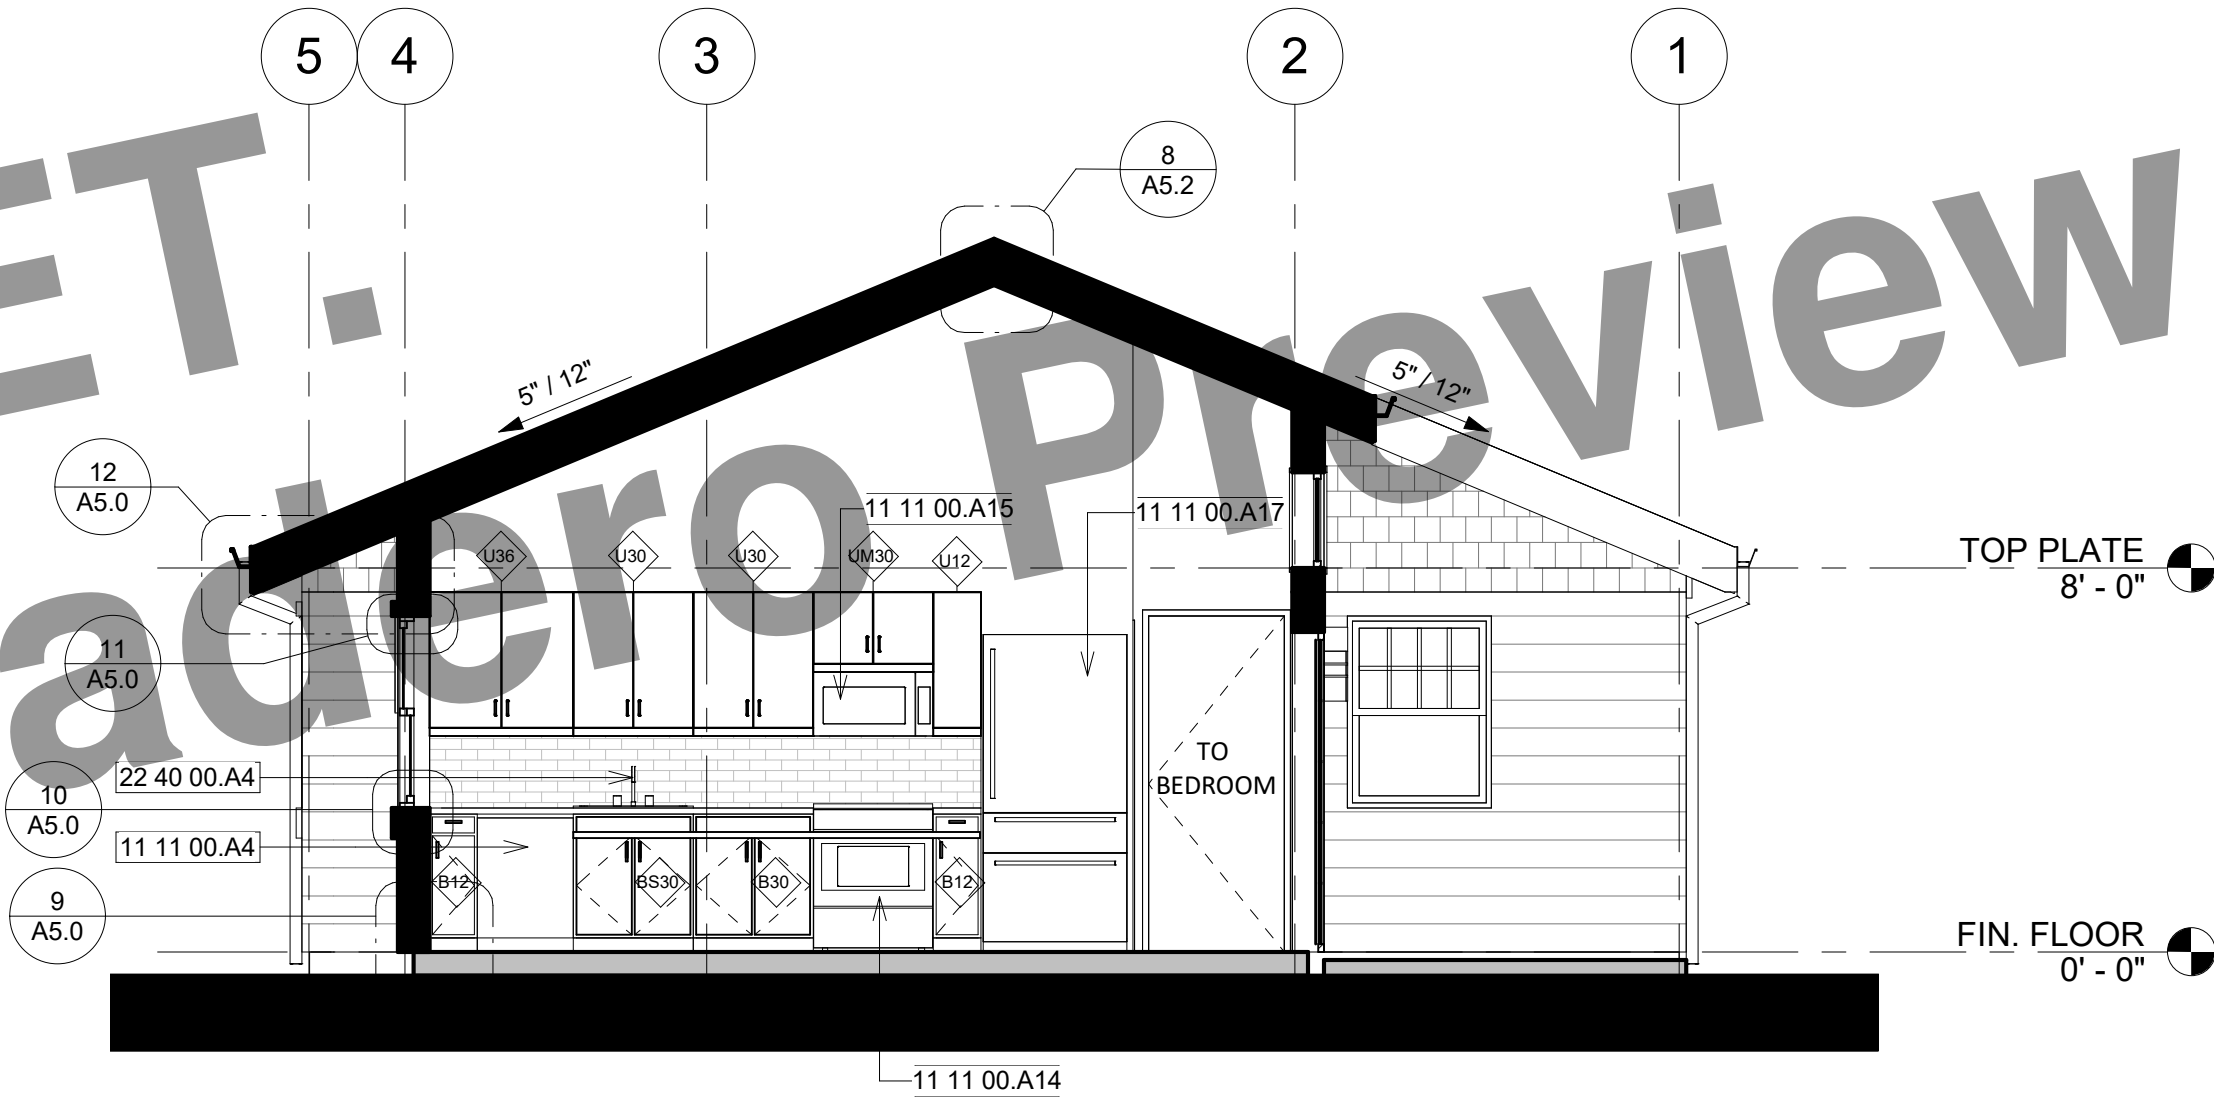 5
4
3
2
1
8
A5.2
5" / 12"
5" / 12"
12
A5.0
11 11 00.A15
11 11 00.A17
U36
U30
U30
UM30
U12
TOP PLATE
8' - 0"
11
A5.0
TO
BEDROOM
22 40 00.A4
10
A5.0
11 11 00.A4
B12
BS30
B30
B12
9
A5.0
FIN. FLOOR
0' - 0"
11 11 00.A14
ET.
adero Preview